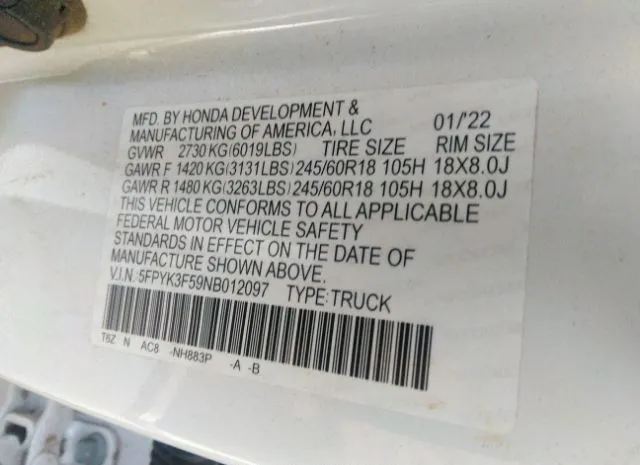 MFD. BY HONDA DEVELOPMENT &
MANUFACTURING OF AMERICA, LLC 01/'22
GVWR 2730 KG(6019LBS) TIRE SIZE RIM SIZE
GAWR F 1420 KG(3131LBS) 245/60R18 105H 18X8.0J
GAWR R 1480 KG(3263LBS) 245/60R18 105H 18X8.0J
THIS VEHICLE CONFORMS TO ALL APPLICABLE
FEDERAL MOTOR VEHICLE SAFETY
STANDARDS IN EFFECT ON THE DATE OF
MANUFACTURE SHOWN ABOVE.
V.I.N. 5FPYK3F59NB012097 TYPE:TRUCK
T6Z N AC8 -NH883P -A -B